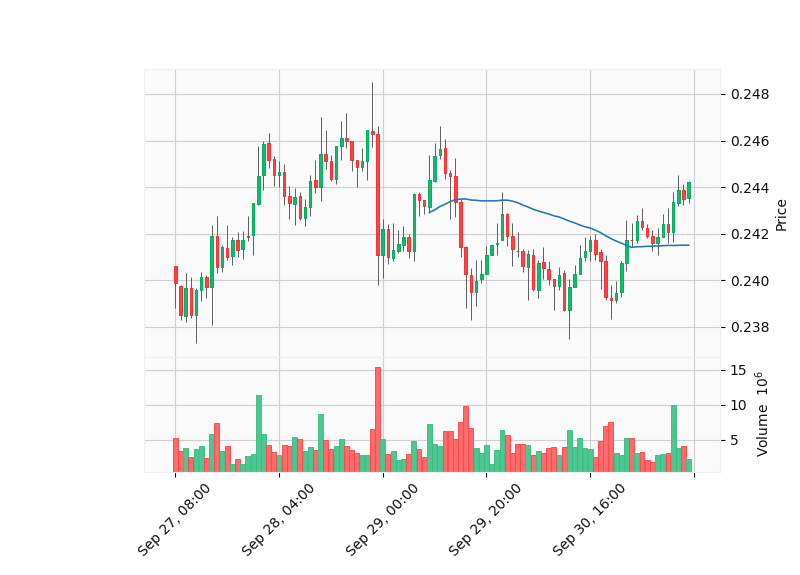 0.248
0.246
0.244
0.242
0.240
0.238
Price
15
10
5
Volume 10^6
Sep 27, 08:00
Sep 28, 04:00
Sep 29, 00:00
Sep 29, 20:00
Sep 30, 16:00